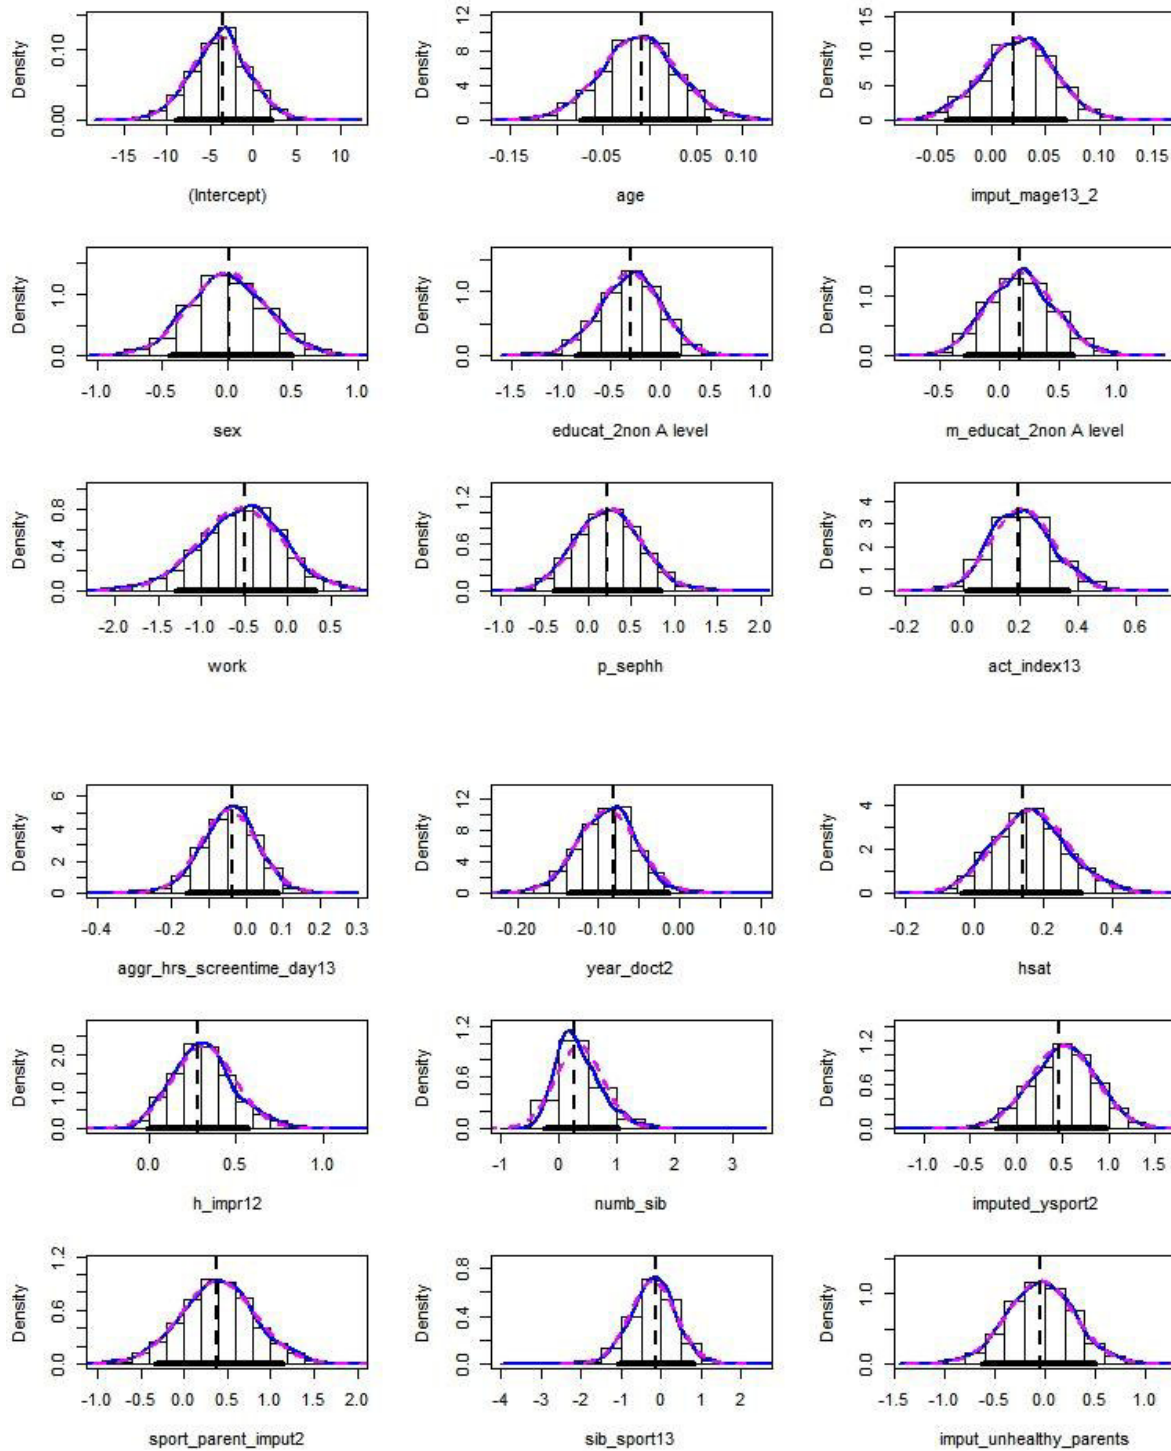 Density
0.00 0.10
-15 -10 -5 0 5 10
(Intercept)
Density
0 4 8 12
-0.15 -0.05 0.05 0.10
age
Density
0 5 10 15
-0.05 0.00 0.05 0.10 0.15
imput_mage13_2
Density
0.0 1.0
-1.0 -0.5 0.0 0.5 1.0
sex
Density
0.0 1.0
-1.5 -1.0 -0.5 0.0 0.5 1.0
educat_2non A level
Density
0.0 1.0
-0.5 0.0 0.5 1.0
m_educat_2non A level
Density
0.0 0.4 0.8
-2.0 -1.5 -1.0 -0.5 0.0 0.5
work
Density
0.0 0.6 1.2
-1.0 -0.5 0.0 0.5 1.0 1.5 2.0
p_sephh
Density
0 1 2 3 4
-0.2 0.0 0.2 0.4 0.6
act_index13
Density
0 2 4 6
-0.4 -0.2 0.0 0.1 0.2 0.3
aggr_hrs_screentime_day13
Density
0 4 8 12
-0.20 -0.10 0.00 0.10
year_doct2
Density
0 2 4
-0.2 0.0 0.2 0.4
hsat
Density
0.0 1.0 2.0
0.0 0.5 1.0
h_impr12
Density
0.0 0.6 1.2
-1 0 1 2 3
numb_sib
Density
0.0 0.6 1.2
-1.0 -0.5 0.0 0.5 1.0 1.5
imputed_ysport2
Density
0.0 0.6 1.2
-1.0 -0.5 0.0 0.5 1.0 1.5 2.0
sport_parent_imput2
Density
0.0 0.4 0.8
-4 -3 -2 -1 0 1 2
sib_sport13
Density
0.0 1.0
-1.5 -1.0 -0.5 0.0 0.5 1.0
imput_unhealthy_parents